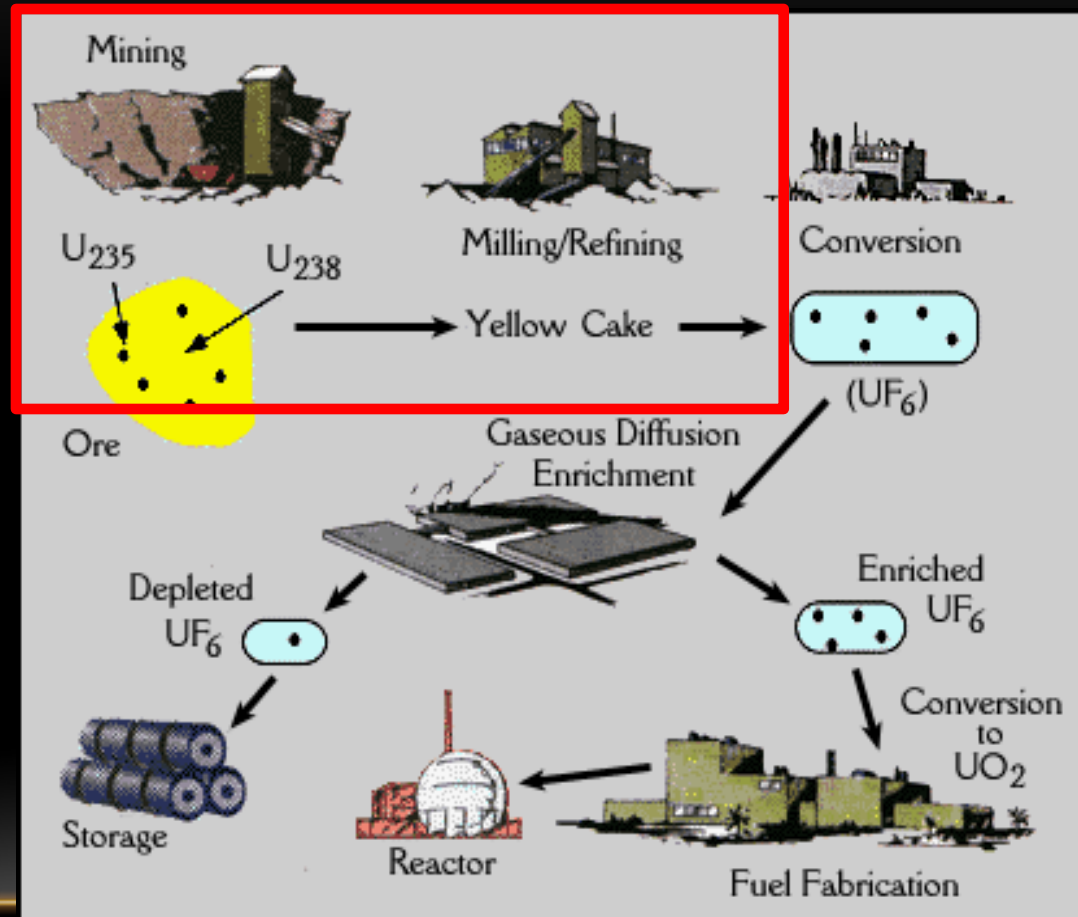 Mining
Milling/Refining
Conversion
U235
U238
Yellow Cake
(UF6)
Ore
Gaseous Diffusion
Enrichment
Depleted
UF6
Enriched
UF6
Conversion
to
UO2
Storage
Reactor
Fuel Fabrication